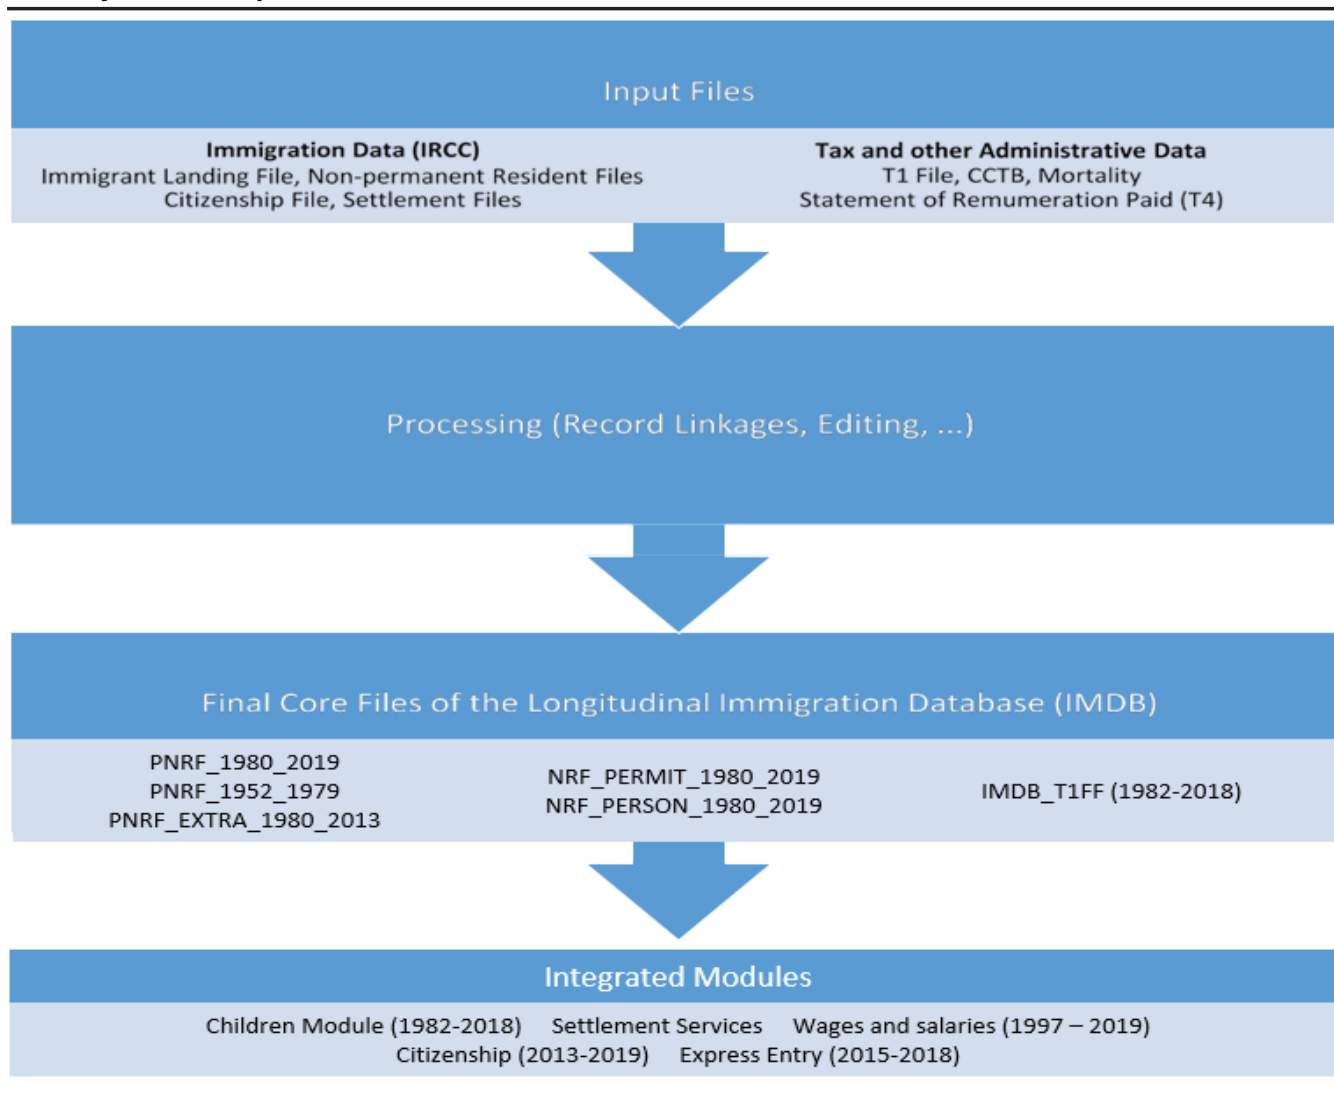 Input Files
Immigration Data (IRCC)
Immigrant Landing File, Non-permanent Resident Files
Citizenship File, Settlement Files
Tax and other Administrative Data
T1 File, CCTB, Mortality
Statement of Remumeration Paid (T4)
Processing (Record Linkages, Editing, ...)
Final Core Files of the Longitudinal Immigration Database (IMDB)
PNRF_1980_2019
PNRF_1952_1979
PNRF_EXTRA_1980_2013
NRF_PERMIT_1980_2019
NRF_PERSON_1980_2019
IMDB_T1FF (1982-2018)
Integrated Modules
Children Module (1982-2018) Settlement Services Wages and salaries (1997 – 2019)
Citizenship (2013-2019) Express Entry (2015-2018)